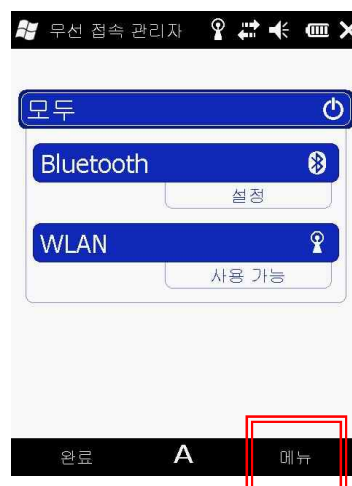 무선 접속 관리자
모두
Bluetooth
설정
WLAN
사용 가능
완료 A 메뉴